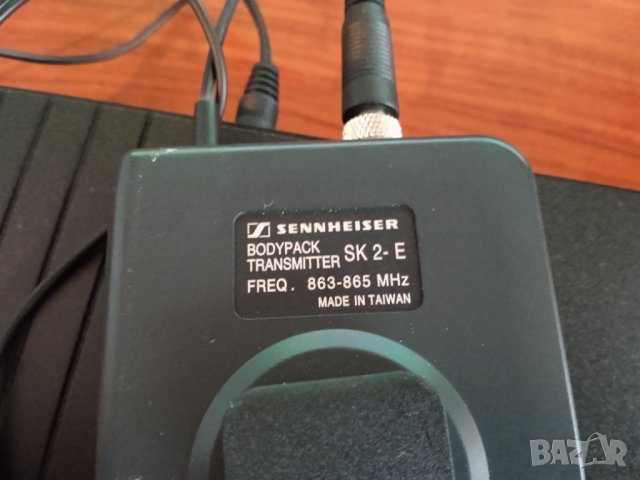 SENNHEISER
BODYPACK
TRANSMITTER SK 2- E
FREQ. 863-865 MHz
MADE IN TAIWAN
BAZAR